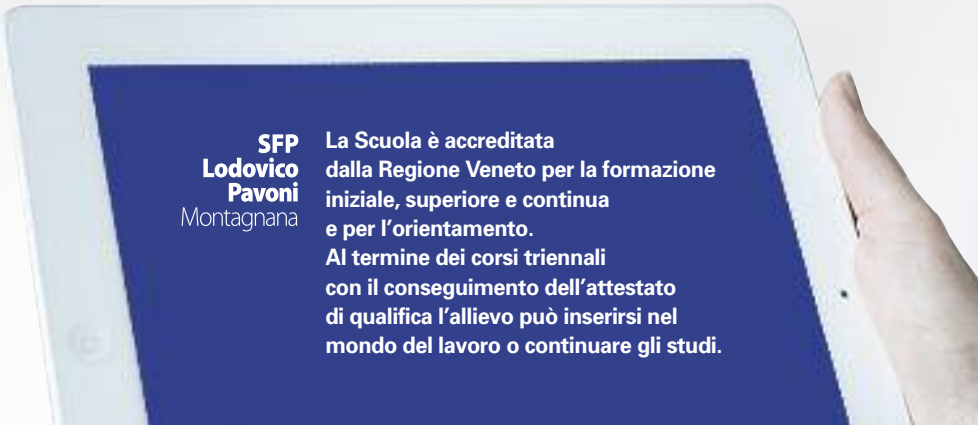 SFP
Lodovico
Pavoni
Montagnana
La Scuola è accreditata
dalla Regione Veneto per la formazione
iniziale, superiore e continua
e per l'orientamento.
Al termine dei corsi triennali
con il conseguimento dell'attestato
di qualifica l'allievo può inserirsi nel
mondo del lavoro o continuare gli studi.